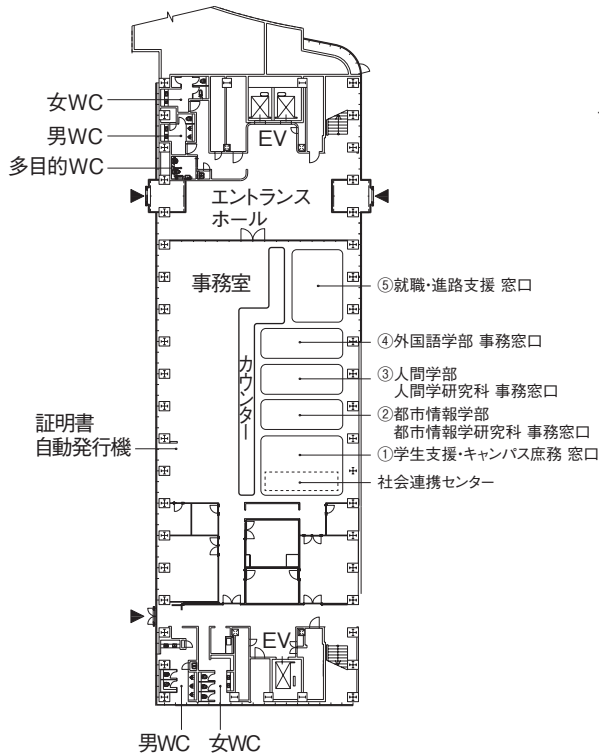 女WC
男WC
多目的WC
EV
エントランス
ホール
事務室
カウンター
⑤就職・進路支援 窓口
④外国語学部 事務窓口
③人間学部
人間学研究科 事務窓口
②都市情報学部
都市情報学研究科 事務窓口
①学生支援・キャンパス庶務 窓口
社会連携センター
証明書
自動発行機
EV
男WC
女WC